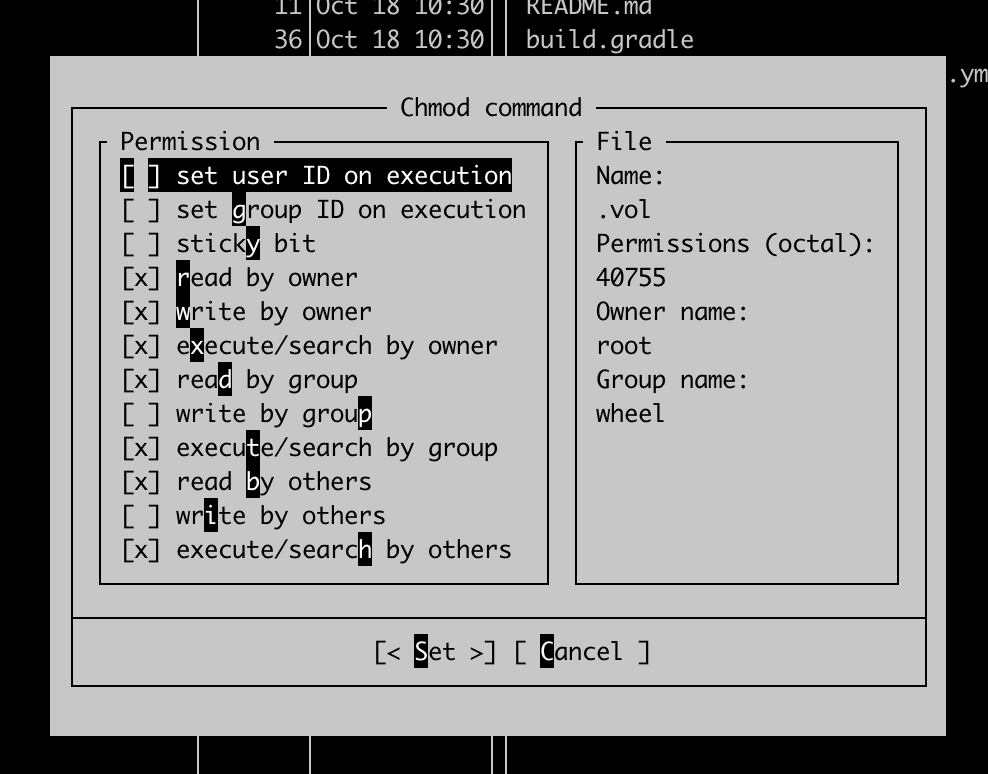 11 Oct 18 10:30 README.md
36 Oct 18 10:30 build.gradle
.ym
Chmod command
Permission
[ ] set user ID on execution
[ ] set group ID on execution
[ ] sticky bit
[x] read by owner
[x] write by owner
[x] execute/search by owner
[x] read by group
[ ] write by group
[x] execute/search by group
[x] read by others
[ ] write by others
[x] execute/search by others
File
Name:
.vol
Permissions (octal):
40755
Owner name:
root
Group name:
wheel
[< Set >] [ Cancel ]